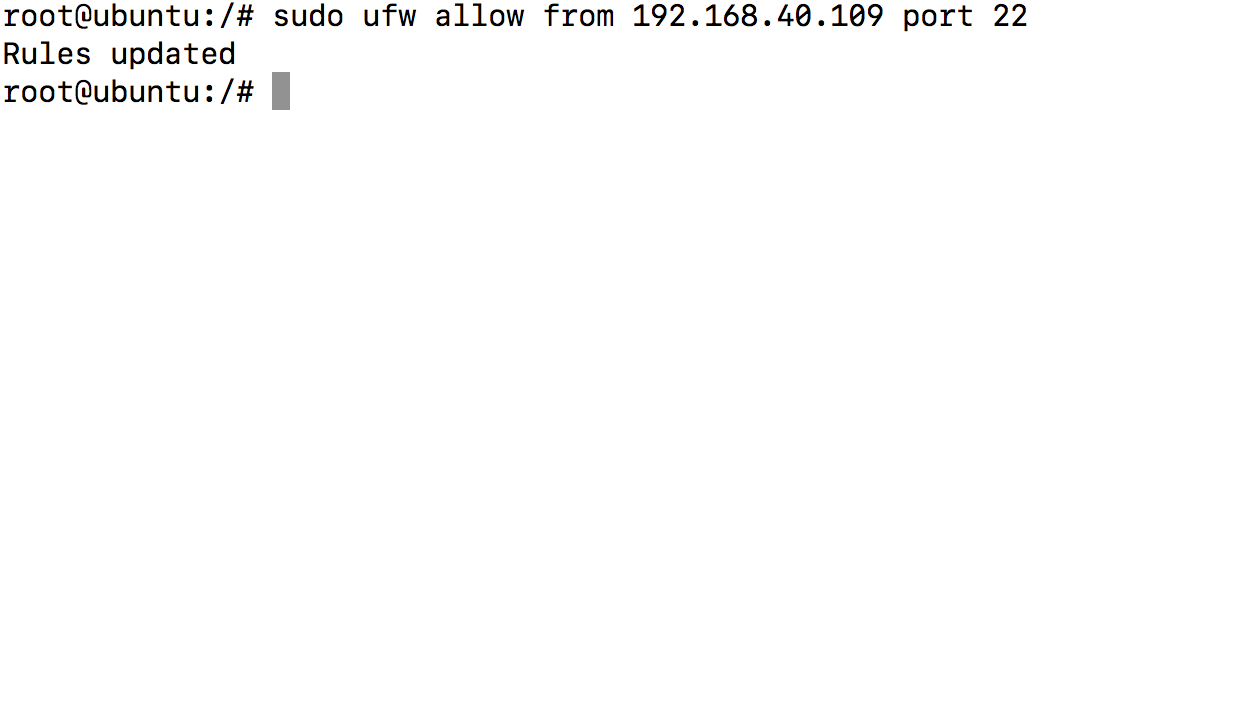 root@ubuntu:/# sudo ufw allow from 192.168.40.109 port 22
Rules updated
root@ubuntu:/#